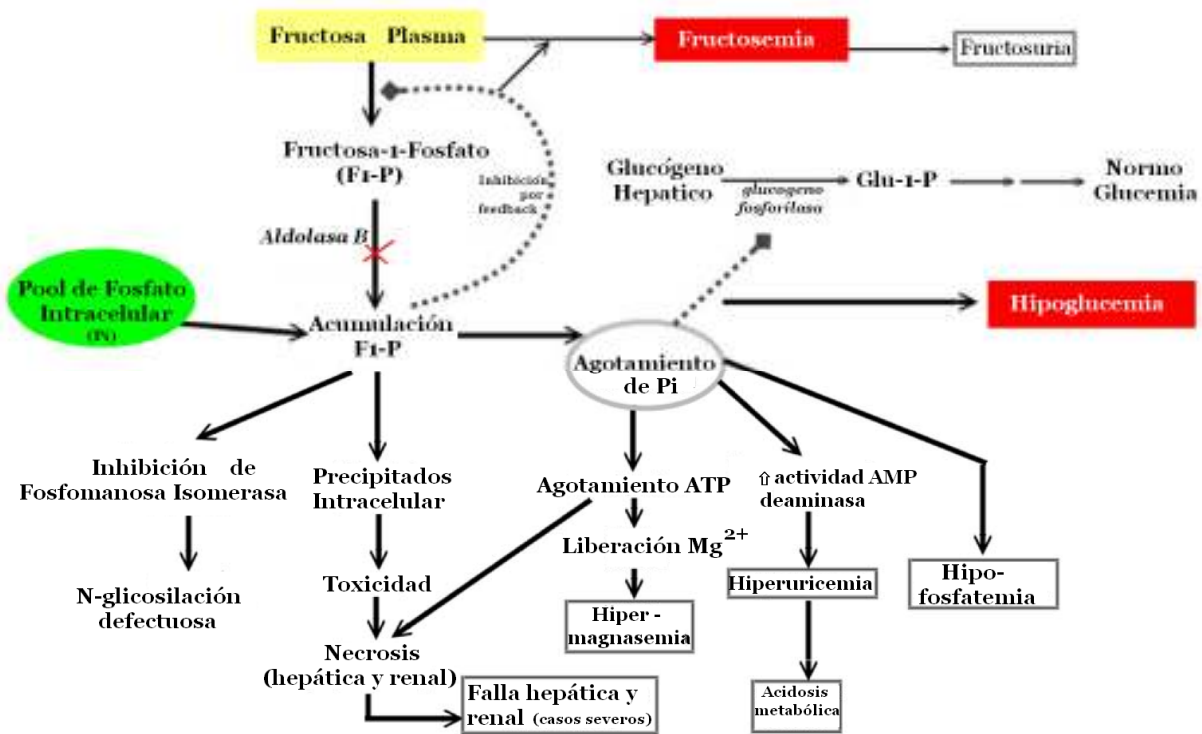 Fructosa Plasma
Fructosemia
Fructosuria
Fructosa-1-Fosfato
(F1-P)
Inhibición
por
feedback
Glucógeno
Hepatico
glucogeno
fosforilasa
Glu-1-P
Normo
Glucemia
Aldolasa B
Pool de Fosfato
Intracelular
(Pi)
Acumulación
F1-P
Agotamiento
de Pi
Hipoglucemia
Inhibición de
Fosfomanosa Isomerasa
Precipitados
Intracelular
Agotamiento ATP
⇧ actividad AMP
deaminasa
Liberación Mg²⁺
N-glicosilación
defectuosa
Toxicidad
Hiper -
magnasemia
Hiperuricemia
Hipo-
fosfatemia
Necrosis
(hepática y renal)
Falla hepática y
renal (casos severos)
Acidosis
metabólica